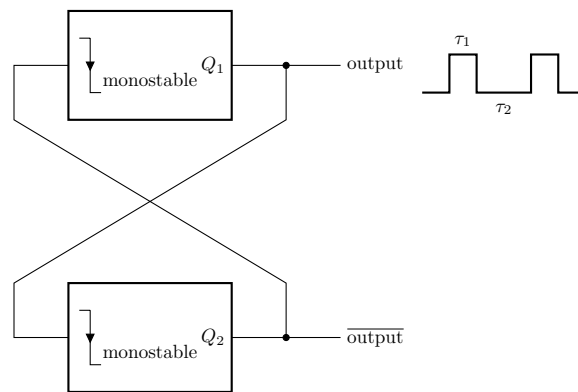 Q₁
monostable
output
τ₁
τ₂
Q₂
monostable
output